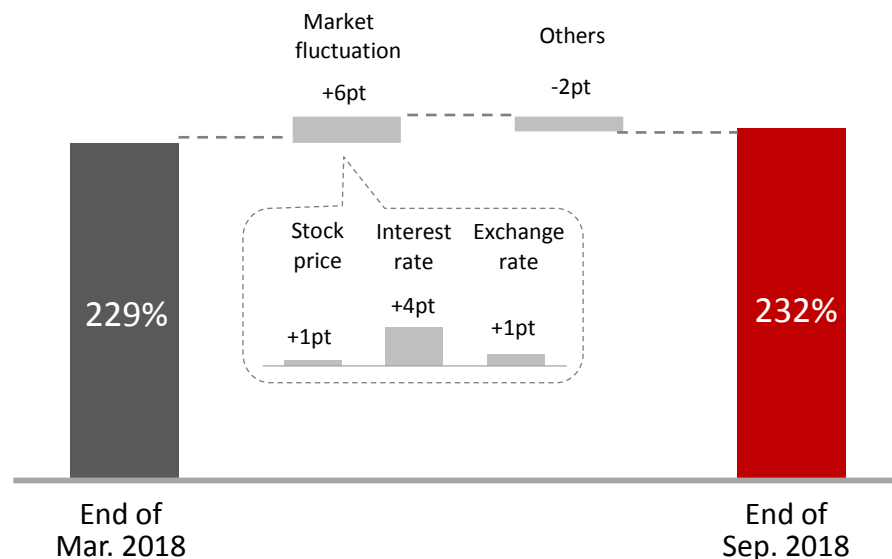 Market
fluctuation
+6pt
Others
-2pt
Stock
price
+1pt
Interest
rate
+4pt
Exchange
rate
+1pt
229%
232%
End of
Mar. 2018
End of
Sep. 2018